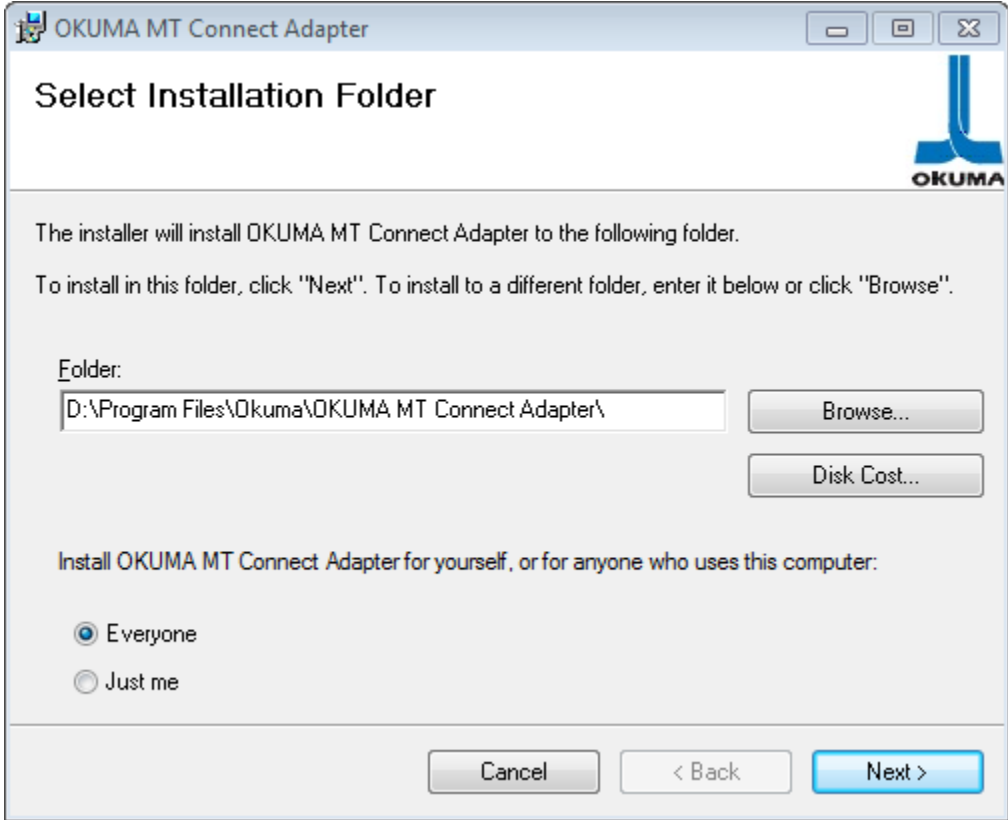 OKUMA MT Connect Adapter
Select Installation Folder
OKUMA
The installer will install OKUMA MT Connect Adapter to the following folder.
To install in this folder, click "Next". To install to a different folder, enter it below or click "Browse".
Folder:
D:\Program Files\Okuma\OKUMA MT Connect Adapter\
Browse...
Disk Cost...
Install OKUMA MT Connect Adapter for yourself, or for anyone who uses this computer:
Everyone
Just me
Cancel
< Back
Next >